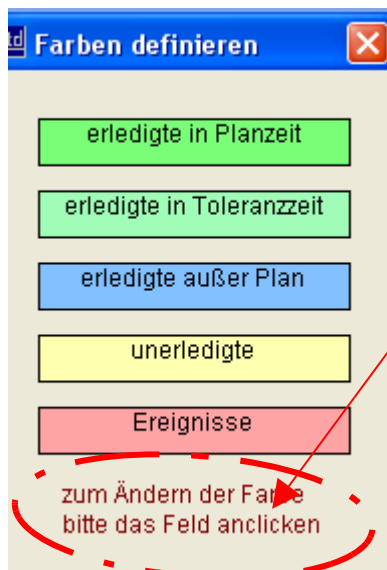 td Farben definieren
erledigte in Planzeit
erledigte in Toleranzzeit
erledigte außer Plan
unerledigte
Ereignisse
zum Ändern der Farbe
bitte das Feld anclicken